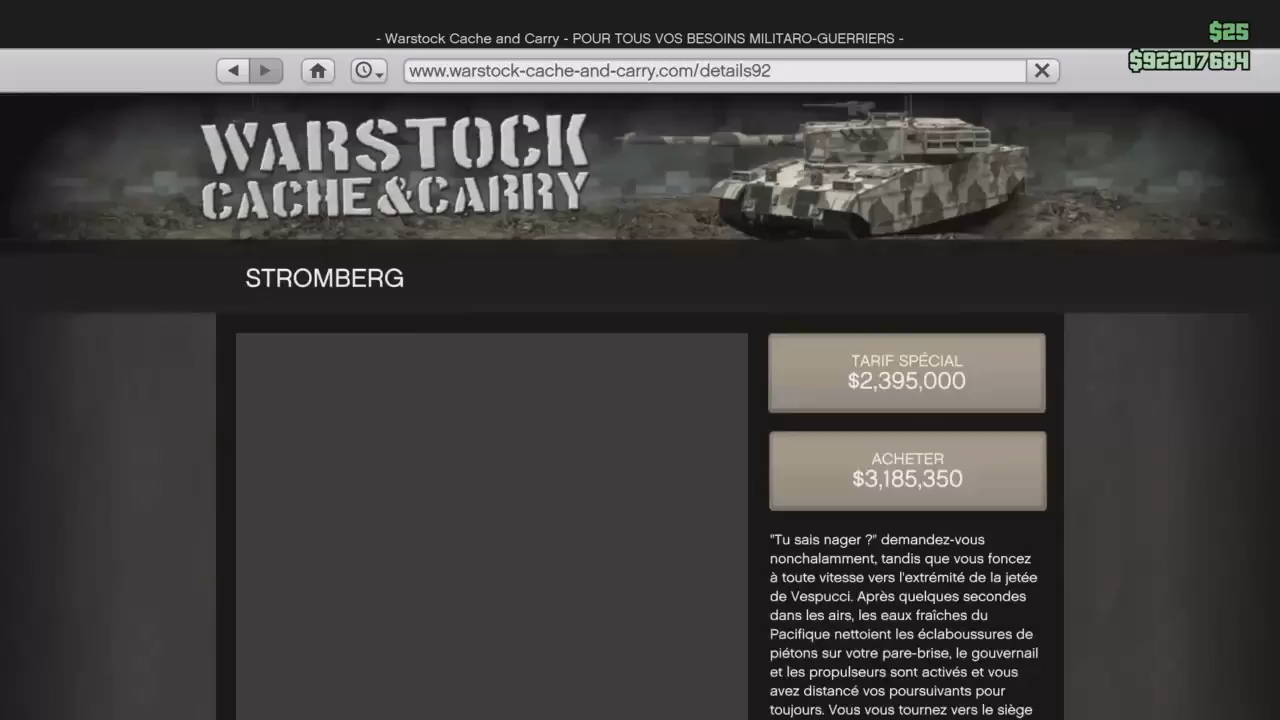 - Warstock Cache and Carry - POUR TOUS VOS BESOINS MILITARO-GUERRIERS -
$25
$92207684
www.warstock-cache-and-carry.com/details92
WARSTOCK
CACHE&CARRY
STROMBERG
TARIF SPÉCIAL
$2,395,000
ACHETER
$3,185,350
"Tu sais nager ?" demandez-vous
nonchalamment, tandis que vous foncez
à toute vitesse vers l'extrémité de la jetée
de Vespucci. Après quelques secondes
dans les airs, les eaux fraîches du
Pacifique nettoient les éclaboussures de
piétons sur votre pare-brise, le gouvernail
et les propulseurs sont activés et vous
avez distancé vos poursuivants pour
toujours. Vous vous tournez vers le siège